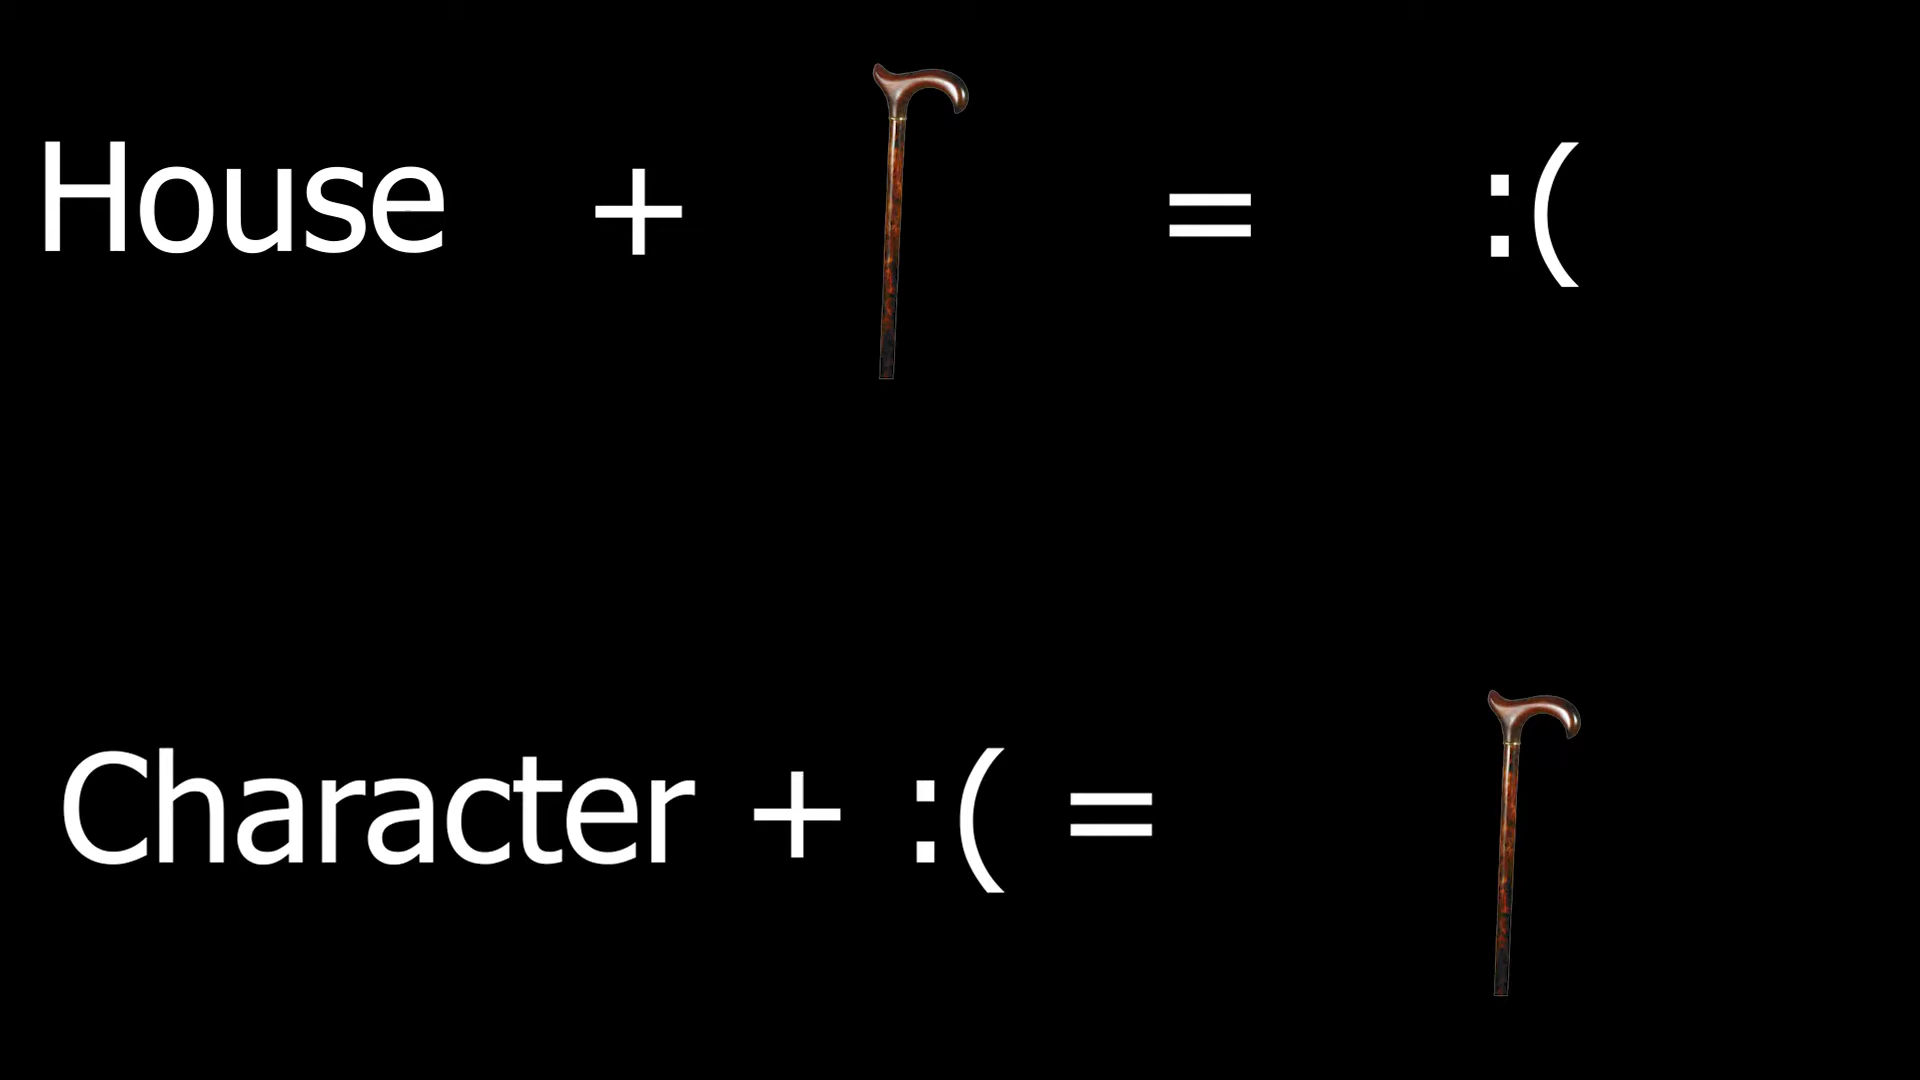 House + = :(
Character + :( =